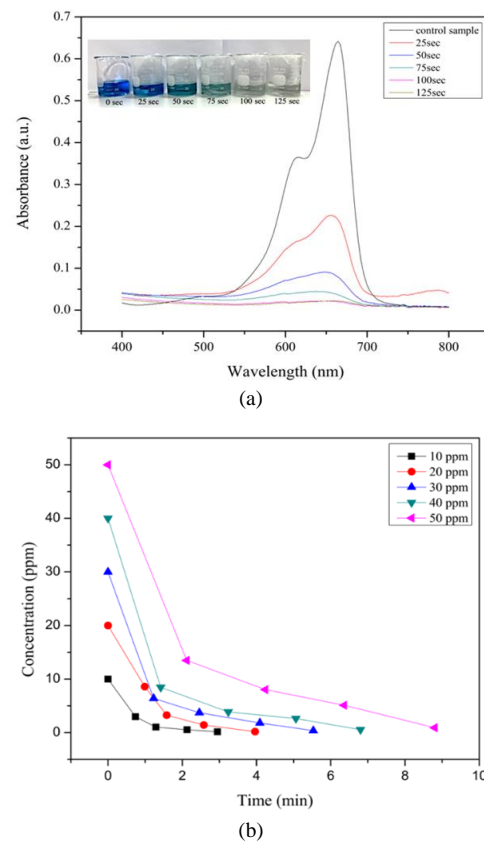 0.7
0.6
0.5
0.4
0.3
0.2
0.1
0.0
Absorbance (a.u.)
control sample
25sec
50sec
75sec
100sec
125sec
0 sec 25 sec 50 sec 75 sec 100 sec 125 sec
400 500 600 700 800
Wavelength (nm)
(a)
50
40
30
20
10
0
Concentration (ppm)
10 ppm
20 ppm
30 ppm
40 ppm
50 ppm
0 2 4 6 8 10
Time (min)
(b)